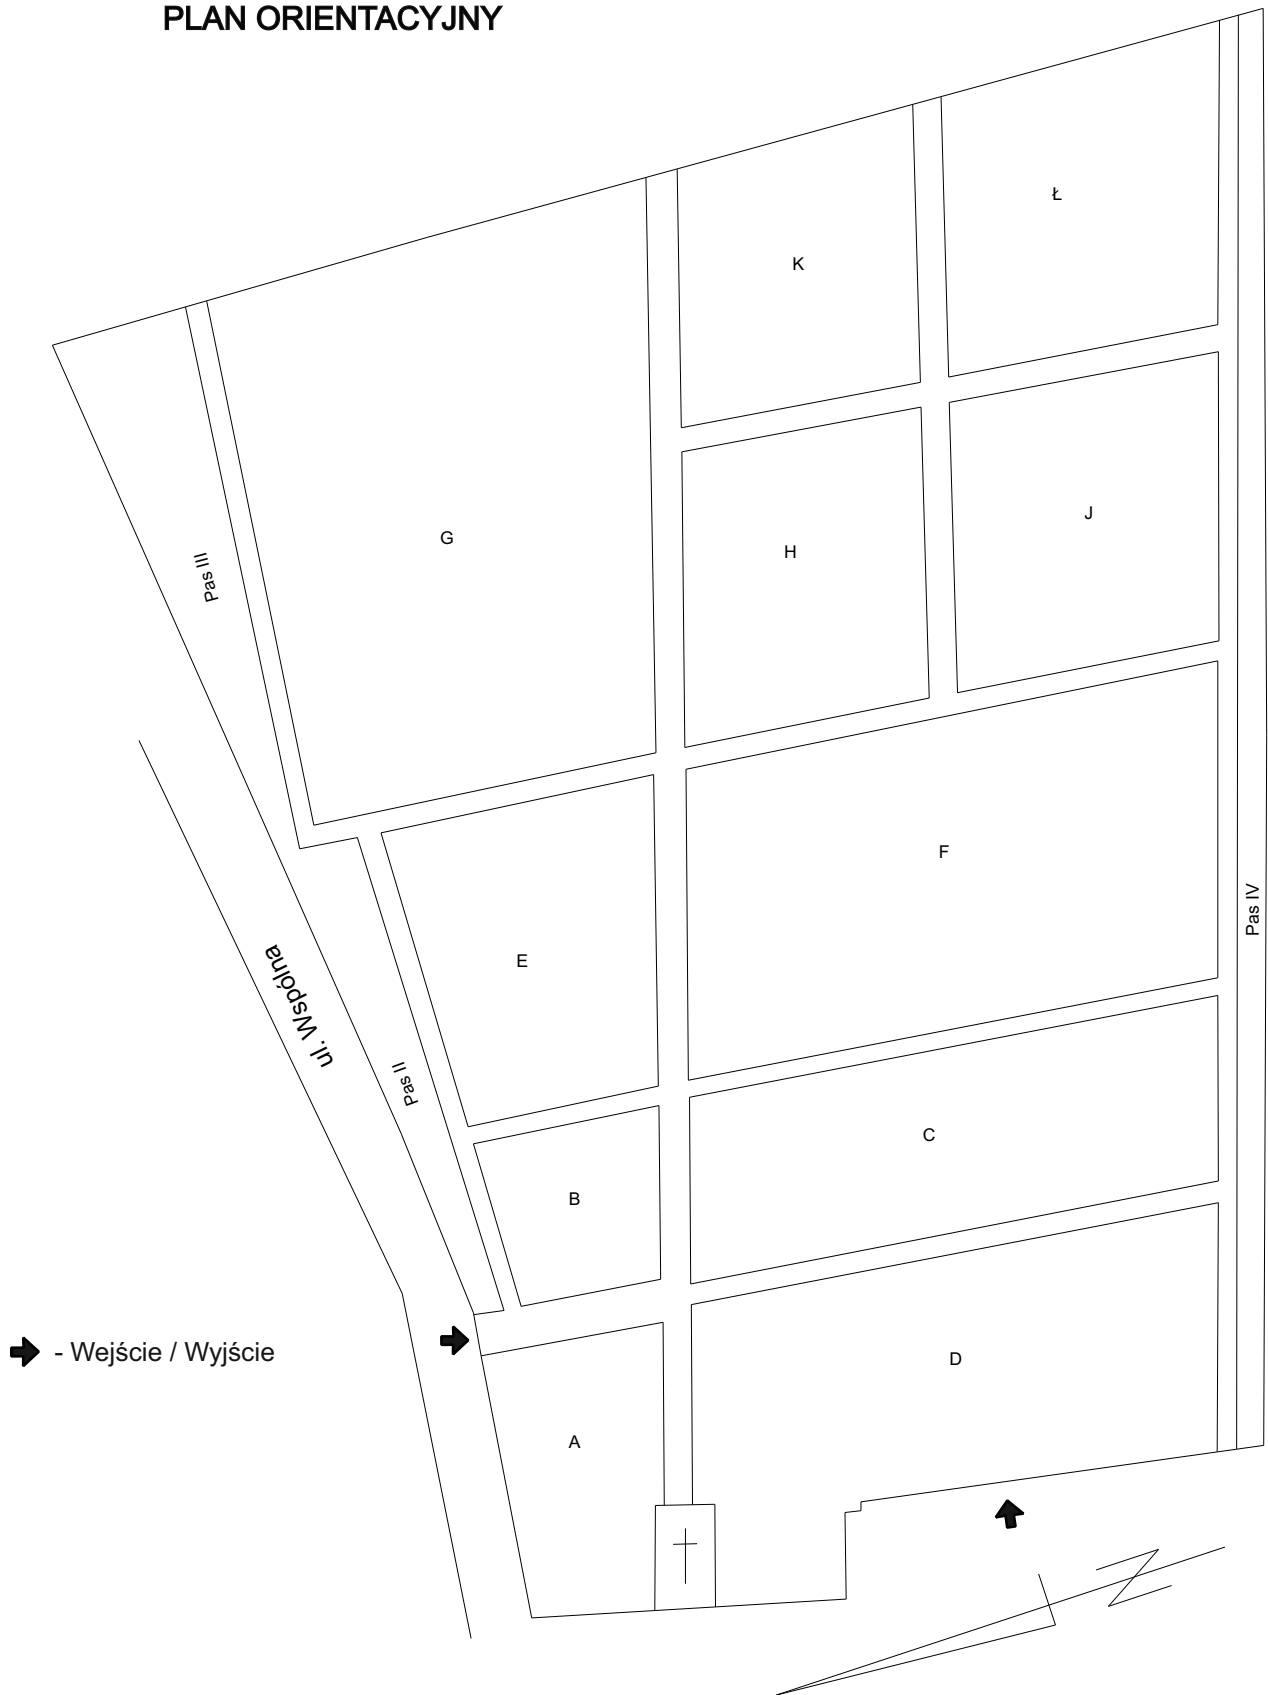 PLAN ORIENTACYJNY
Ł
K
J
H
G
Pas III
F
Pas IV
E
ul. Wspólna
Pas II
C
B
- Wejście / Wyjście
D
A
N